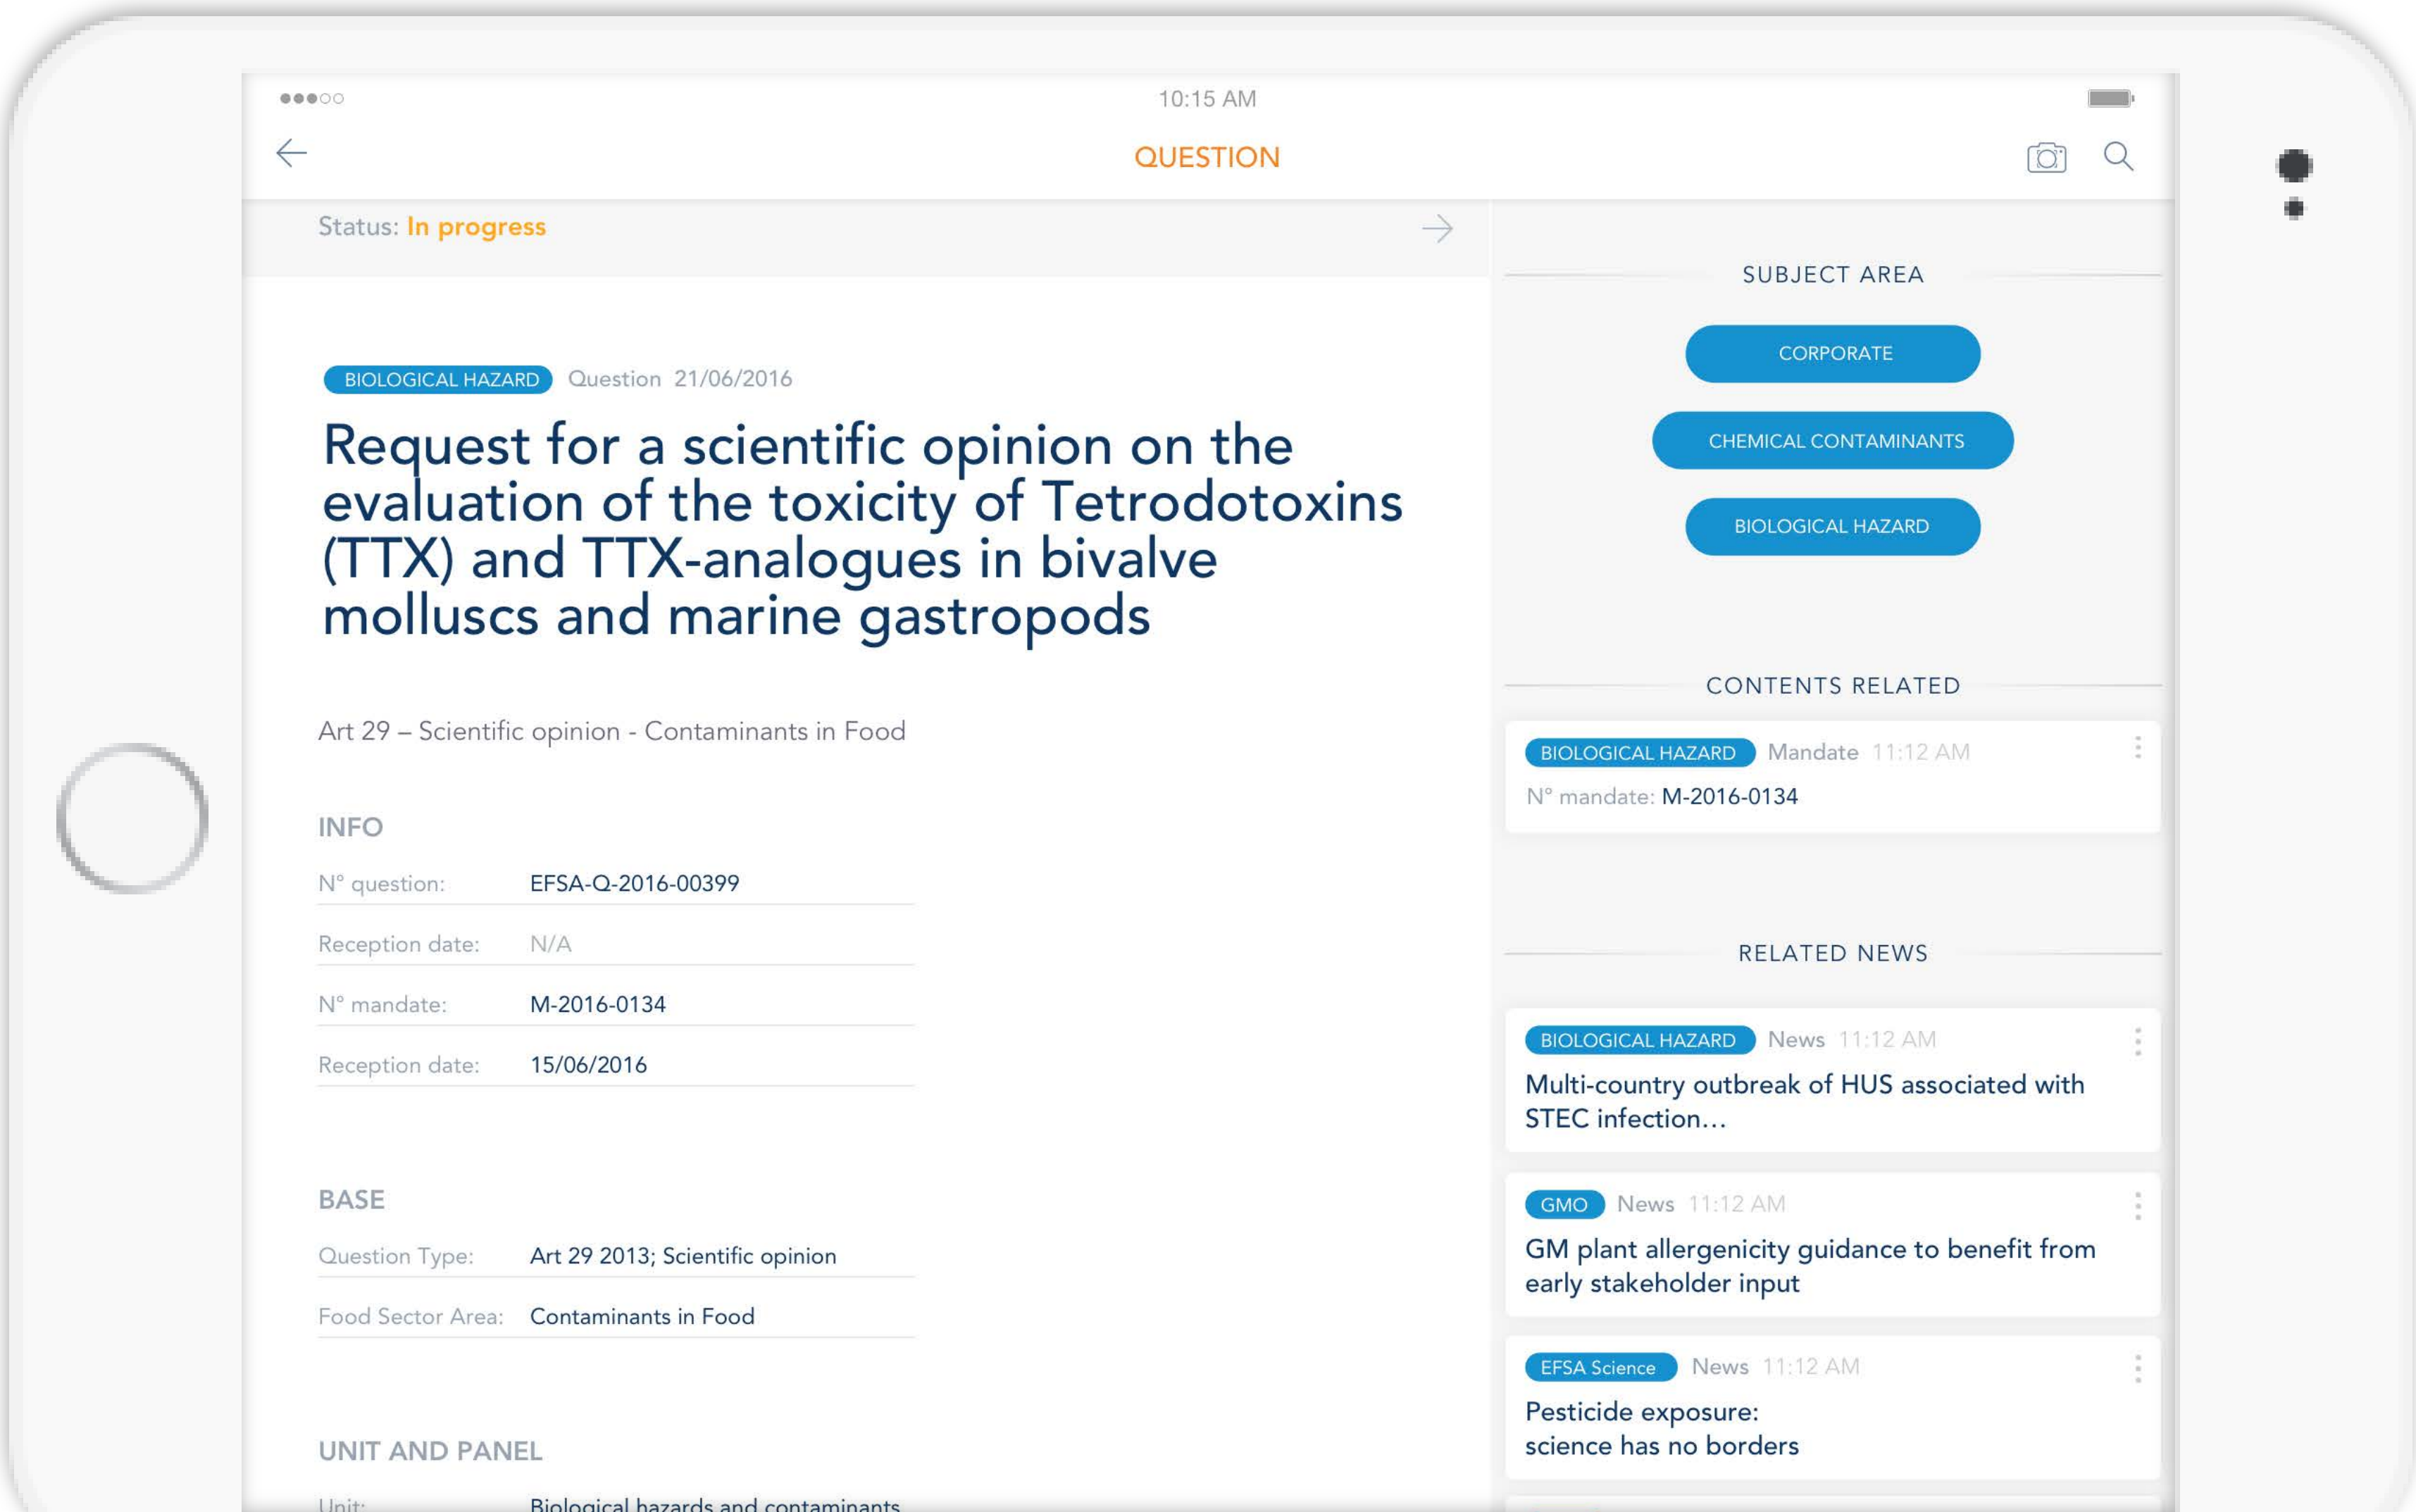 10:15 AM
QUESTION
Status: In progress
BIOLOGICAL HAZARD Question 21/06/2016
Request for a scientific opinion on the
evaluation of the toxicity of Tetrodotoxins
(TTX) and TTX-analogues in bivalve
molluscs and marine gastropods
Art 29 – Scientific opinion - Contaminants in Food
INFO
N° question: EFSA-Q-2016-00399
Reception date: N/A
N° mandate: M-2016-0134
Reception date: 15/06/2016
BASE
Question Type: Art 29 2013; Scientific opinion
Food Sector Area: Contaminants in Food
UNIT AND PANEL
Unit: Biological hazards and contaminants
SUBJECT AREA
CORPORATE
CHEMICAL CONTAMINANTS
BIOLOGICAL HAZARD
CONTENTS RELATED
BIOLOGICAL HAZARD Mandate 11:12 AM
N° mandate: M-2016-0134
RELATED NEWS
BIOLOGICAL HAZARD News 11:12 AM
Multi-country outbreak of HUS associated with
STEC infection...
GMO News 11:12 AM
GM plant allergenicity guidance to benefit from
early stakeholder input
EFSA Science News 11:12 AM
Pesticide exposure:
science has no borders